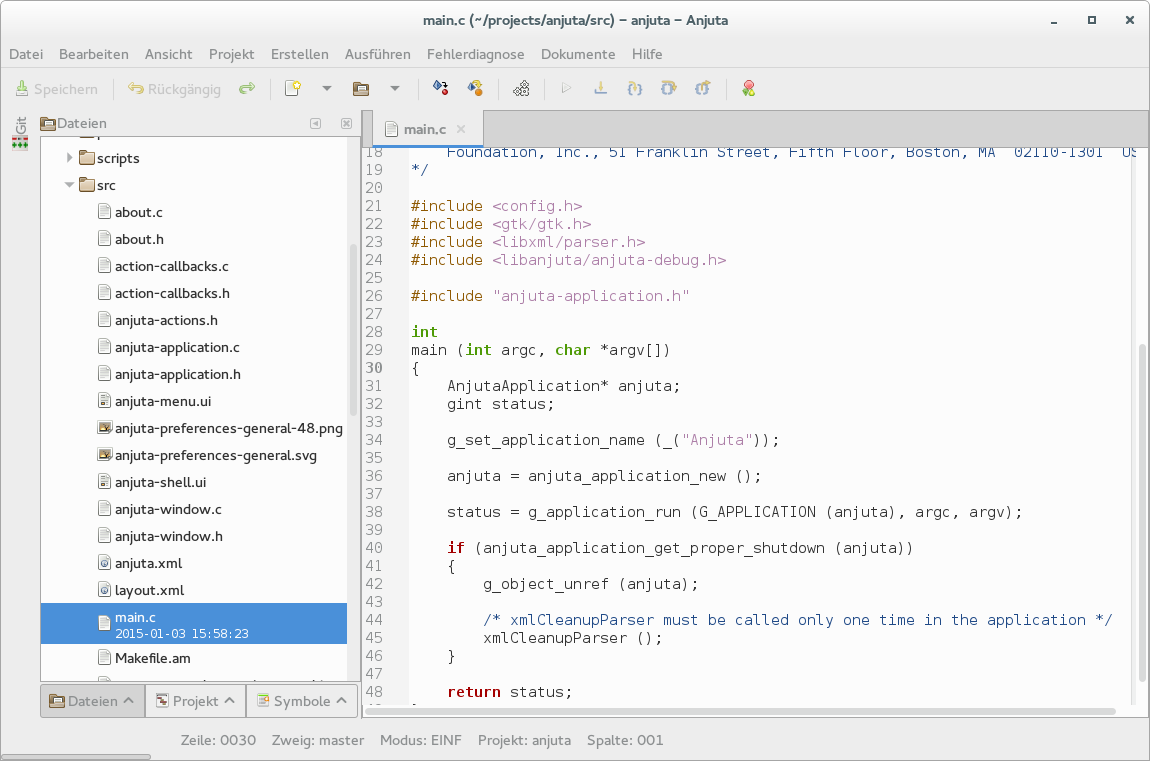 main.c (~/projects/anjuta/src) – anjuta – Anjuta
Datei Bearbeiten Ansicht Projekt Erstellen Ausführen Fehlerdiagnose Dokumente Hilfe
Speichern Rückgängig
Git
Dateien
scripts
src
about.c
about.h
action-callbacks.c
action-callbacks.h
anjuta-actions.h
anjuta-application.c
anjuta-application.h
anjuta-menu.ui
anjuta-preferences-general-48.png
anjuta-preferences-general.svg
anjuta-shell.ui
anjuta-window.c
anjuta-window.h
anjuta.xml
layout.xml
main.c
2015-01-03 15:58:23
Makefile.am
Dateien Projekt Symbole
main.c
18 Foundation, Inc., 51 Franklin Street, Fifth Floor, Boston, MA 02110-1301 US
19 */
20
21 #include <config.h>
22 #include <gtk/gtk.h>
23 #include <libxml/parser.h>
24 #include <libanjuta/anjuta-debug.h>
25
26 #include "anjuta-application.h"
27
28 int
29 main (int argc, char *argv[])
30 {
31 AnjutaApplication* anjuta;
32 gint status;
33
34 g_set_application_name (_("Anjuta"));
35
36 anjuta = anjuta_application_new ();
37
38 status = g_application_run (G_APPLICATION (anjuta), argc, argv);
39
40 if (anjuta_application_get_proper_shutdown (anjuta))
41 {
42 g_object_unref (anjuta);
43
44 /* xmlCleanupParser must be called only one time in the application */
45 xmlCleanupParser ();
46 }
47
48 return status;
Zeile: 0030 Zweig: master Modus: EINF Projekt: anjuta Spalte: 001